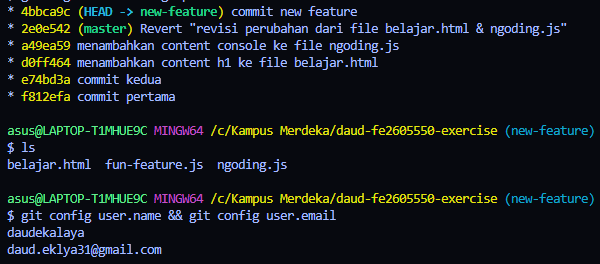 * 4bbca9c (HEAD -> new-feature) commit new feature
* 2e0e542 (master) Revert "revisi perubahan dari file belajar.html & ngoding.js"
* a49ea59 menambahkan content console ke file ngoding.js
* d0ff464 menambahkan content h1 ke file belajar.html
* e74bd3a commit kedua
* f812efa commit pertama
asus@LAPTOP-T1MHUE9C MINGW64 /c/Kampus Merdeka/daud-fe2605550-exercise (new-feature)
$ ls
belajar.html  fun-feature.js  ngoding.js
asus@LAPTOP-T1MHUE9C MINGW64 /c/Kampus Merdeka/daud-fe2605550-exercise (new-feature)
$ git config user.name && git config user.email
daudekalaya
daud.eklya31@gmail.com